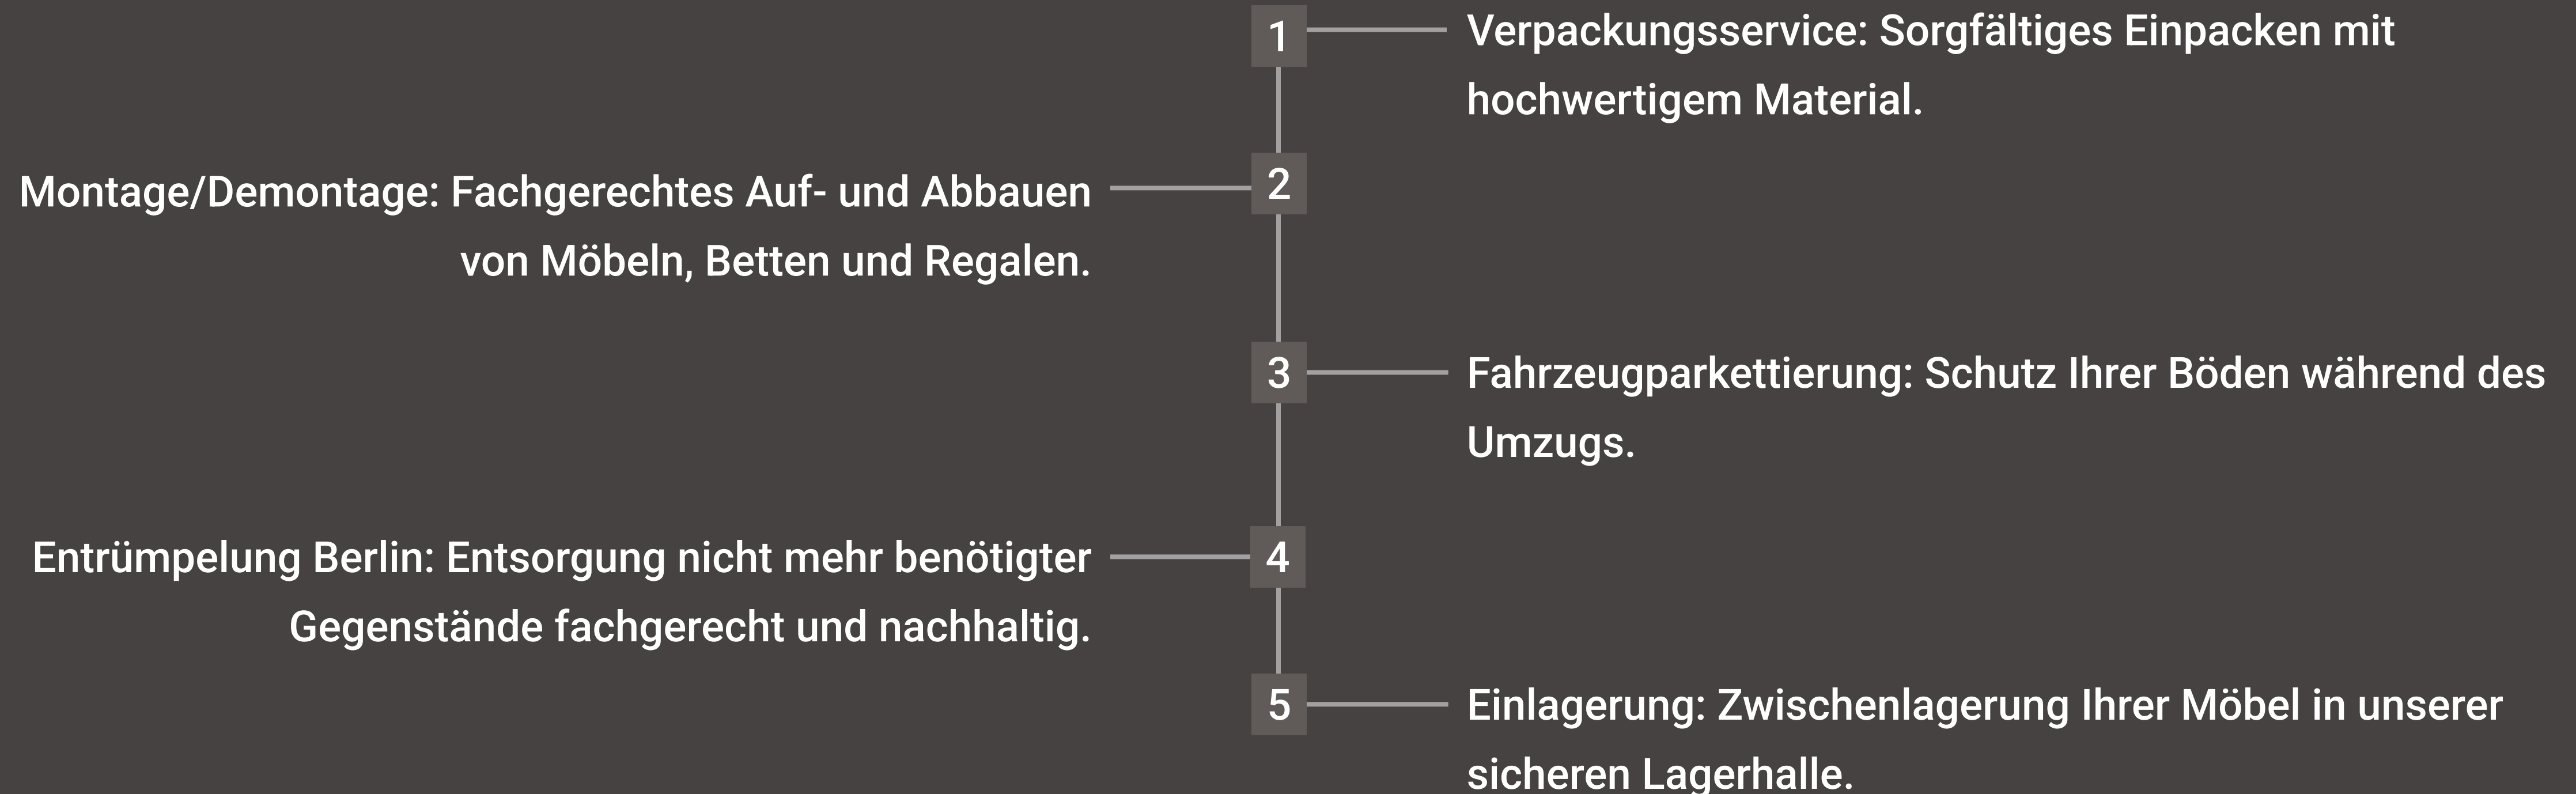 1
Verpackungsservice: Sorgfältiges Einpacken mit
hochwertigem Material.
2
Montage/Demontage: Fachgerechtes Auf- und Abbauen
von Möbeln, Betten und Regalen.
3
Fahrzeugparkettierung: Schutz Ihrer Böden während des
Umzugs.
4
Entrümpelung Berlin: Entsorgung nicht mehr benötigter
Gegenstände fachgerecht und nachhaltig.
5
Einlagerung: Zwischenlagerung Ihrer Möbel in unserer
sicheren Lagerhalle.